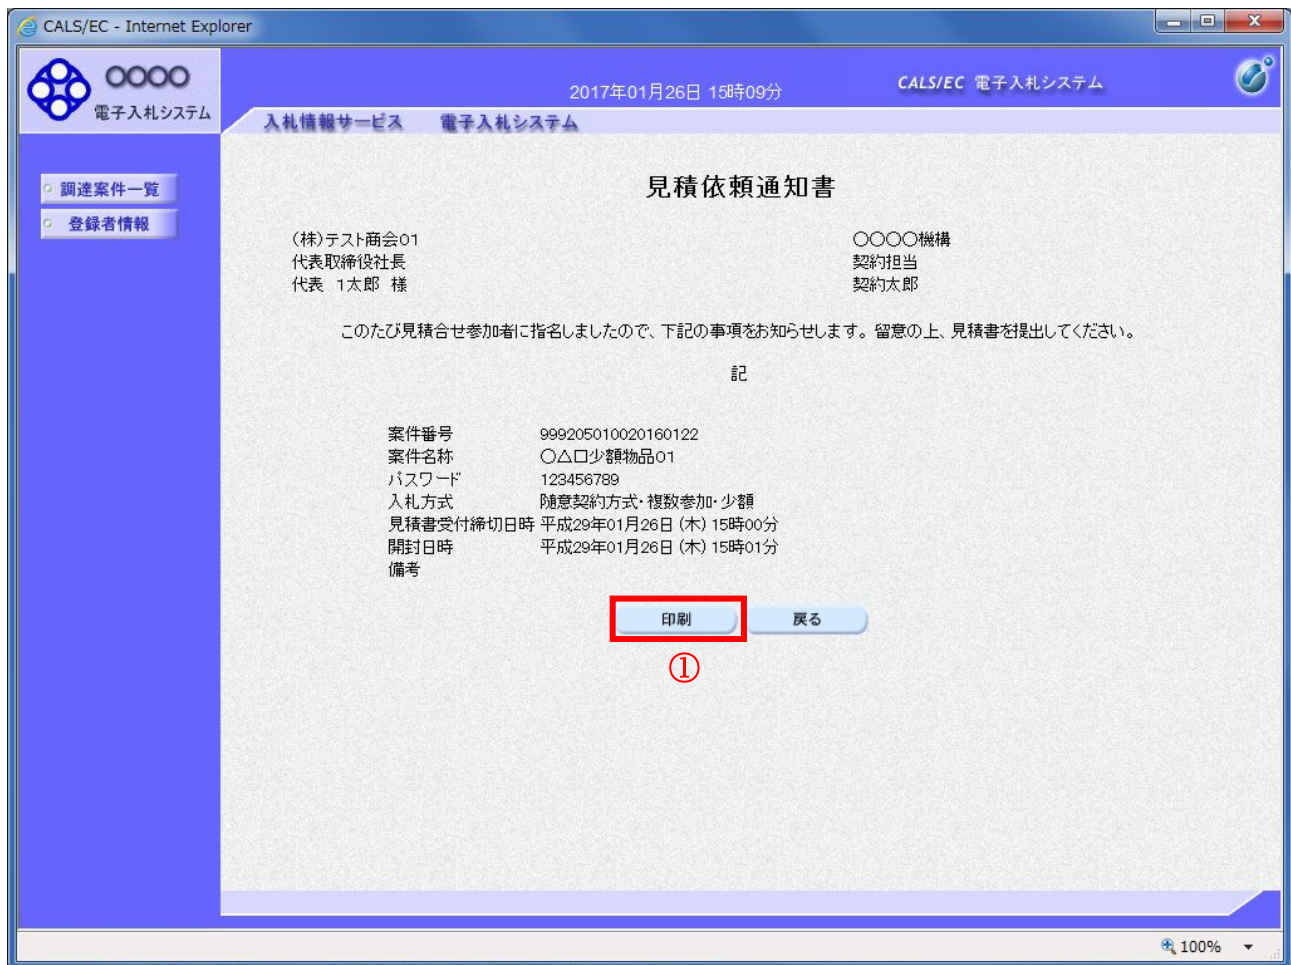 CALS/EC - Internet Explorer
〇〇〇〇
電子入札システム
2017年01月26日 15時09分
CALS/EC 電子入札システム
入札情報サービス 電子入札システム
調達案件一覧
登録者情報
見積依頼通知書
(株)テスト商会01
代表取締役社長
代表 1太郎 様
〇〇〇〇機構
契約担当
契約太郎
このたび見積合せ参加者に指名しましたので、下記の事項をお知らせします。留意の上、見積書を提出してください。
記
案件番号 999205010020160122
案件名称 〇△口少額物品01
パスワード 123456789
入札方式 随意契約方式・複数参加・少額
見積書受付締切日時 平成29年01月26日(木)15時00分
開封日時 平成29年01月26日(木)15時01分
備考
印刷 戻る
①
100%